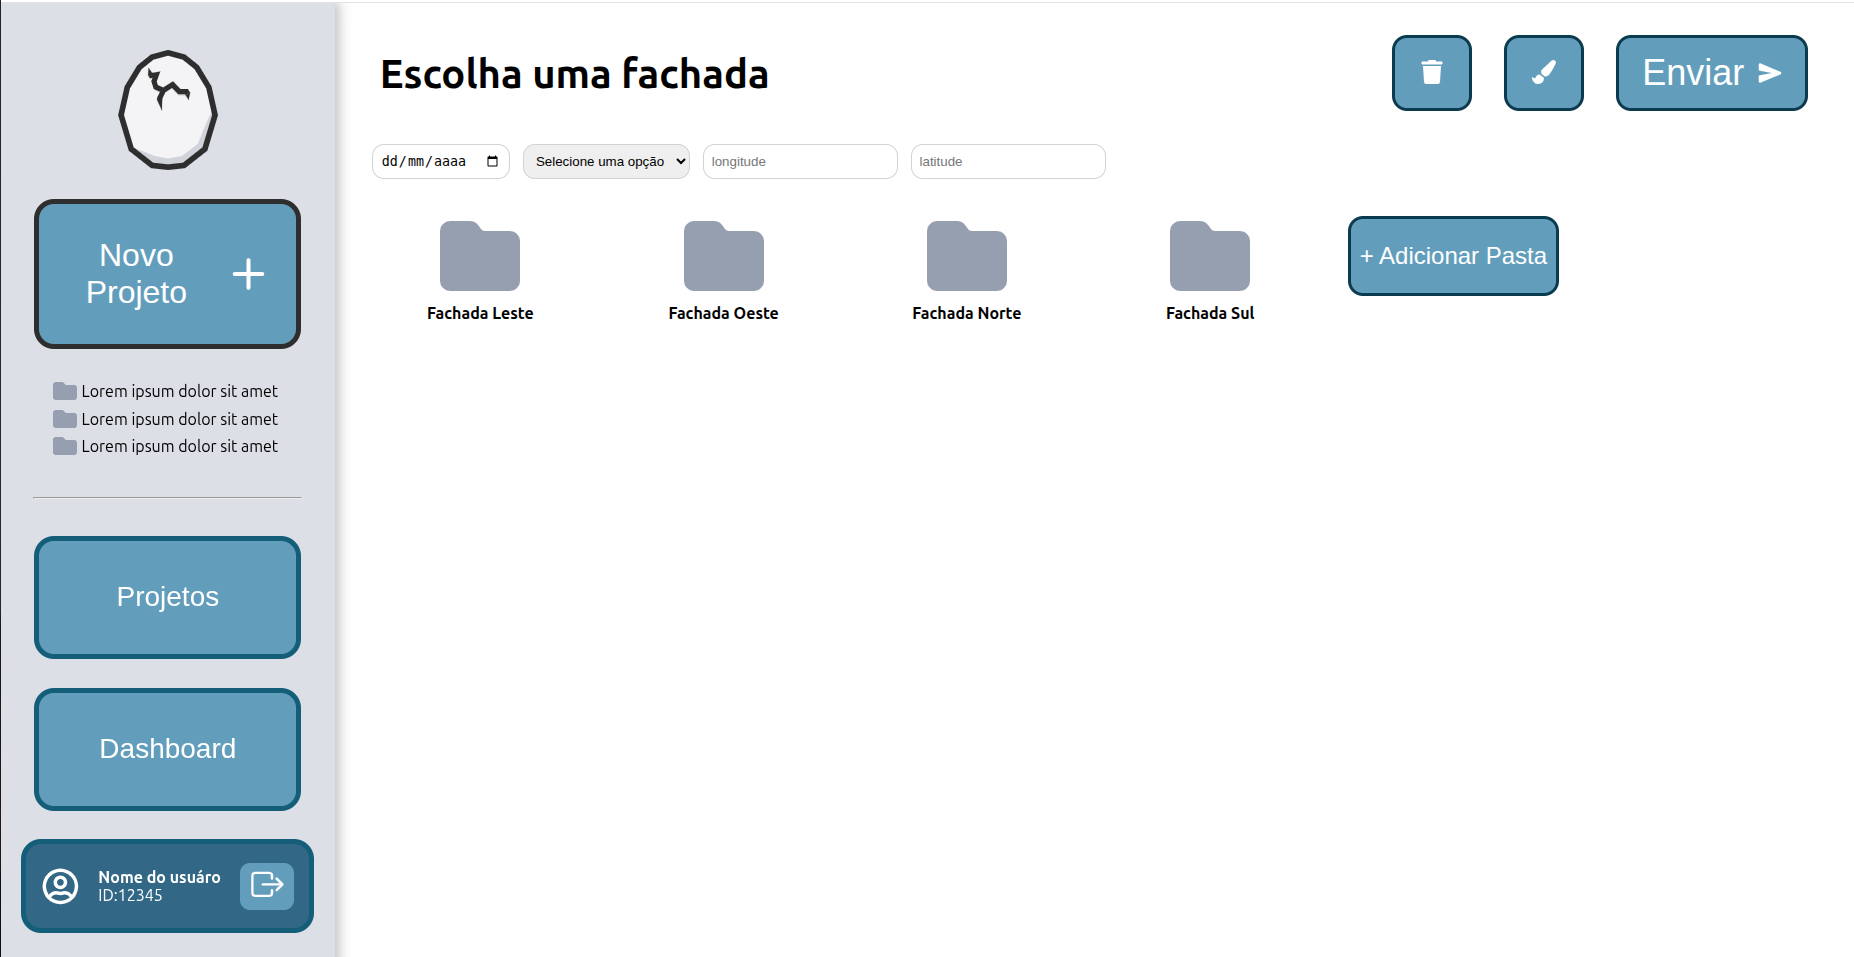 Escolha uma fachada
Enviar
dd/mm/aaaa
Selecione uma opção
longitude
latitude
Novo
Projeto
+ Adicionar Pasta
Fachada Leste
Fachada Oeste
Fachada Norte
Fachada Sul
Lorem ipsum dolor sit amet
Lorem ipsum dolor sit amet
Lorem ipsum dolor sit amet
Projetos
Dashboard
Nome do usuáro
ID:12345